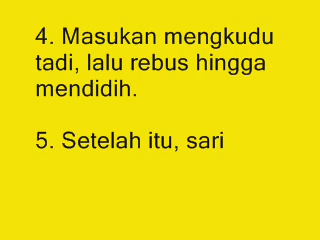 4. Masukan mengkudu
tadi, lalu rebus hingga
mendidih.
5. Setelah itu, sari